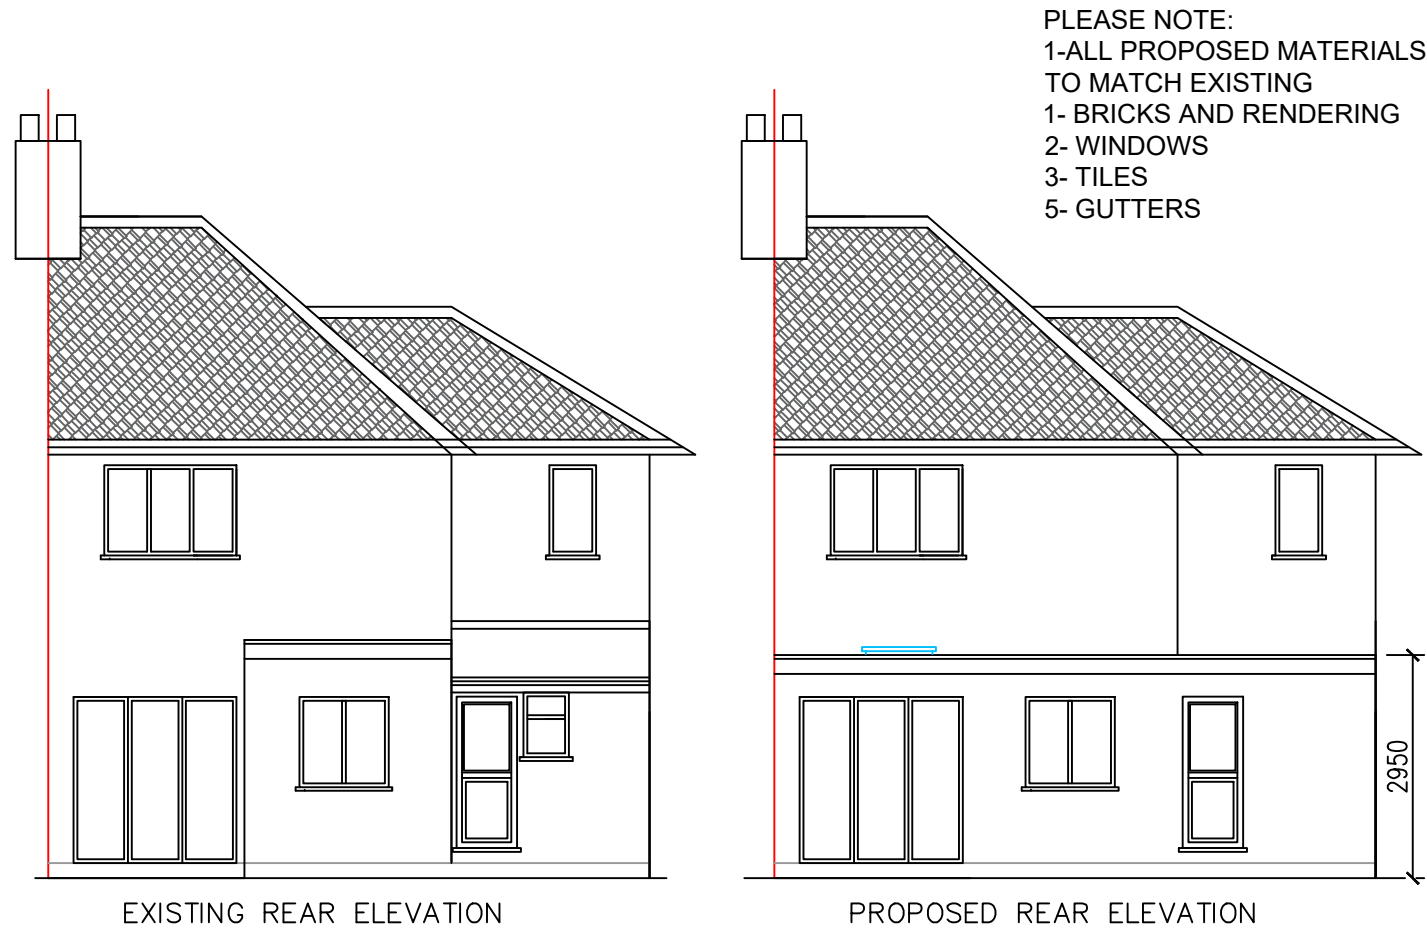 PLEASE NOTE:
1-ALL PROPOSED MATERIALS
TO MATCH EXISTING
1- BRICKS AND RENDERING
2- WINDOWS
3- TILES
5- GUTTERS
2950
EXISTING REAR ELEVATION
PROPOSED REAR ELEVATION